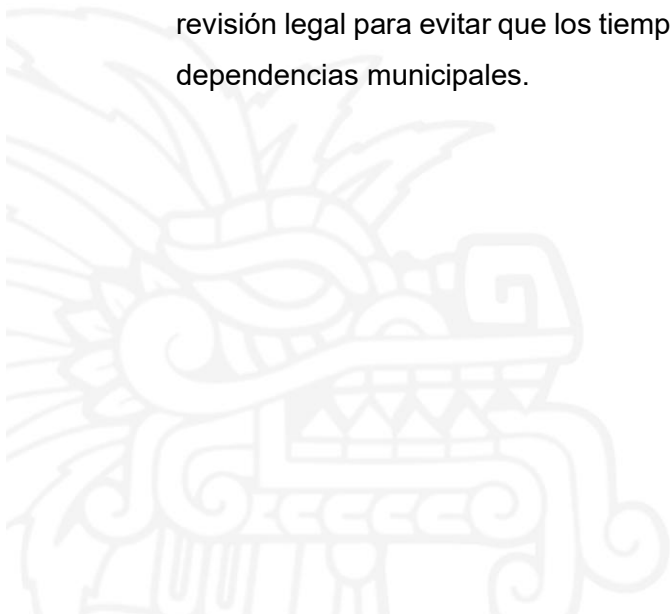 revisión legal para evitar que los tiemp
dependencias municipales.